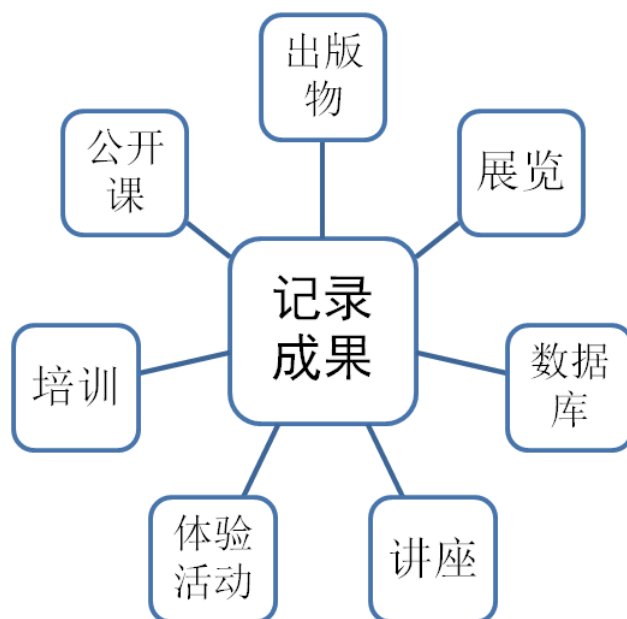 出版
物
公开
课
展览
记录
成果
培训
数据
库
体验
活动
讲座